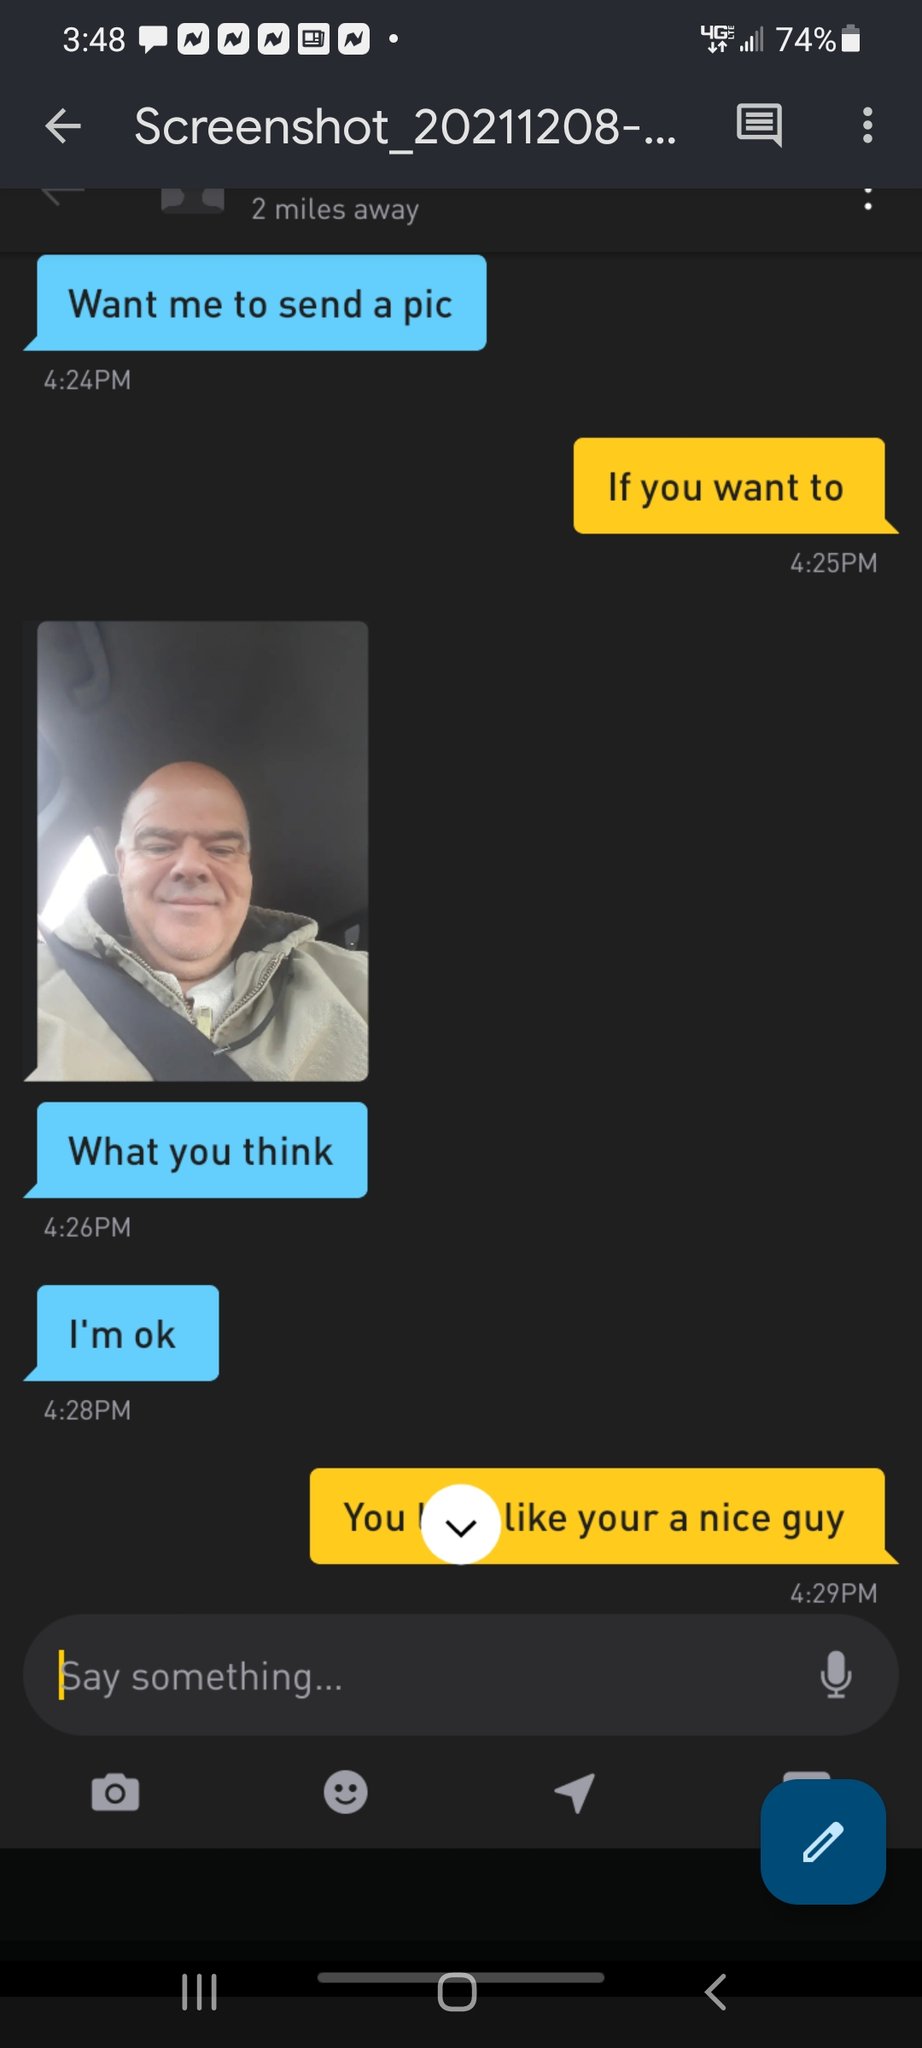 3:48
4G 74%
Screenshot_20211208-...
2 miles away
Want me to send a pic
4:24PM
If you want to
4:25PM
What you think
4:26PM
I'm ok
4:28PM
You like your a nice guy
4:29PM
Say something...